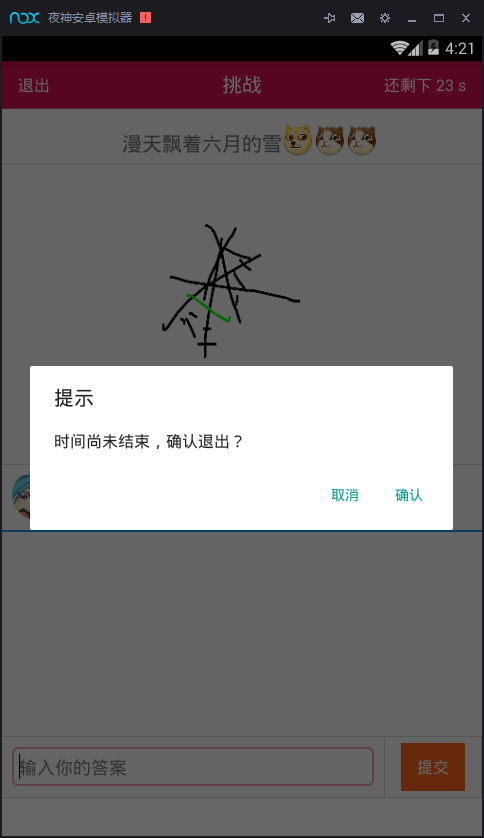 nox 夜神安卓模拟器
4:21
退出 挑战 还剩下 23 s
漫天飘着六月的雪
提示
时间尚未结束，确认退出？
取消 确认
输入你的答案 提交